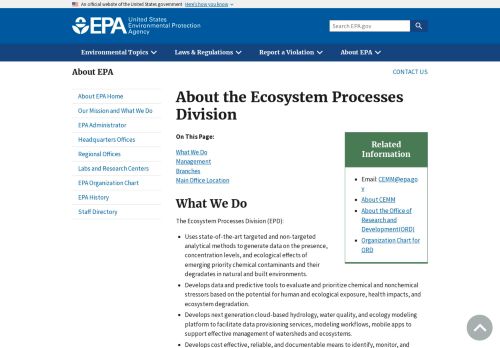 An official website of the United States government Here's how you know
EPA United States
Environmental Protection
Agency
Search EPA.gov
Environmental Topics
Laws & Regulations
Report a Violation
About EPA
About EPA
CONTACT US
About EPA Home
Our Mission and What We Do
EPA Administrator
Headquarters Offices
Regional Offices
Labs and Research Centers
EPA Organization Chart
EPA History
Staff Directory
About the Ecosystem Processes
Division
On This Page:
What We Do
Management
Branches
Main Office Location
Related
Information
Email: CEMM@epa.go
v
About CEMM
About the Office of
Research and
Development(ORD)
Organization Chart for
ORD
What We Do
The Ecosystem Processes Division (EPD):
Uses state-of-the-art targeted and non-targeted
analytical methods to generate data on the presence,
concentration levels, and ecological effects of
emerging priority chemical contaminants and their
degradates in natural and built environments.
Develops data and predictive tools to evaluate and prioritize chemical and nonchemical
stressors based on the potential for human and ecological exposure, health impacts, and
ecosystem degradation.
Develops next generation cloud-based hydrology, water quality, and ecology modeling
platform to facilitate data provisioning services, modeling workflows, mobile apps to
support effective management of watersheds and ecosystems.
Develops cost effective, reliable, and documentable means to identify, monitor, and